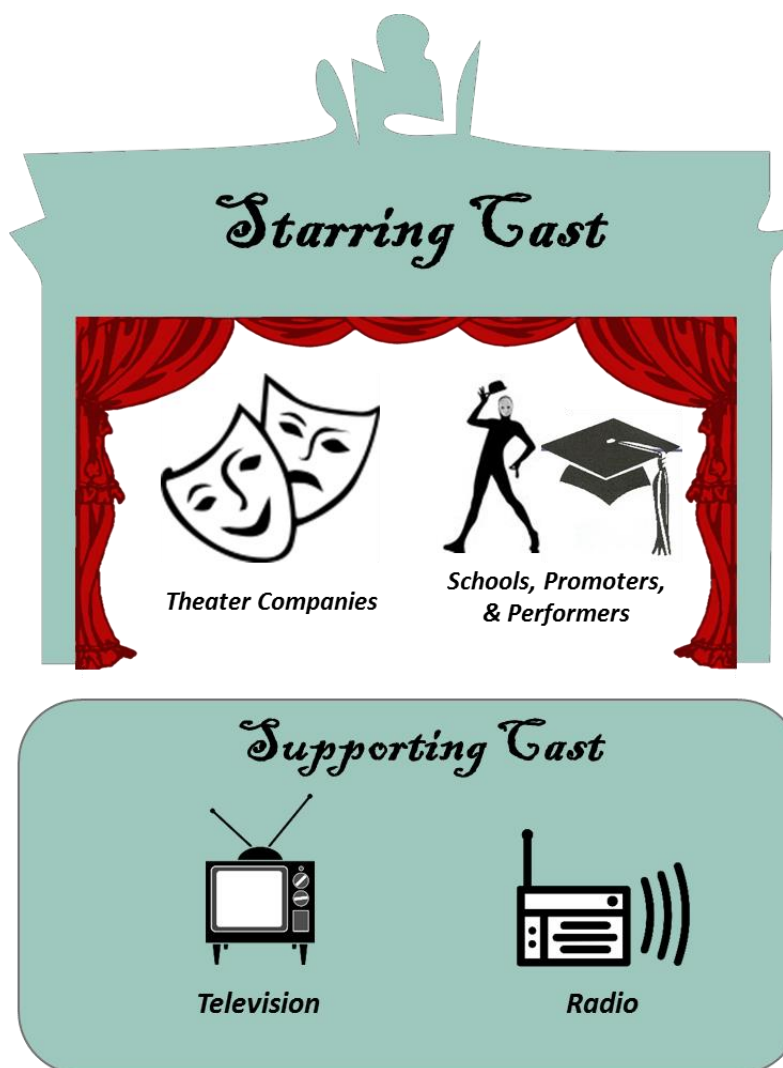 Starring Cast
Theater Companies
Schools, Promoters,
& Performers
Supporting Cast
Television
Radio